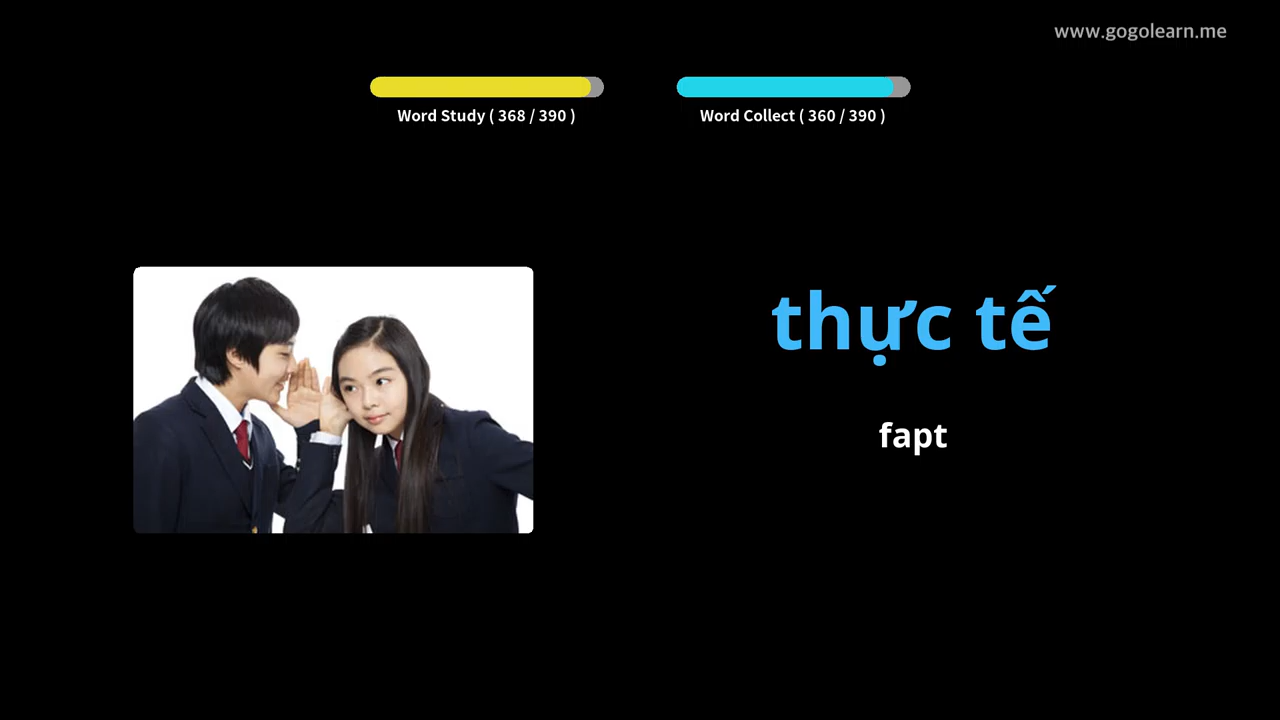 www.gogolearn.me
Word Study ( 368 / 390 )
Word Collect ( 360 / 390 )
thực tế
fapt